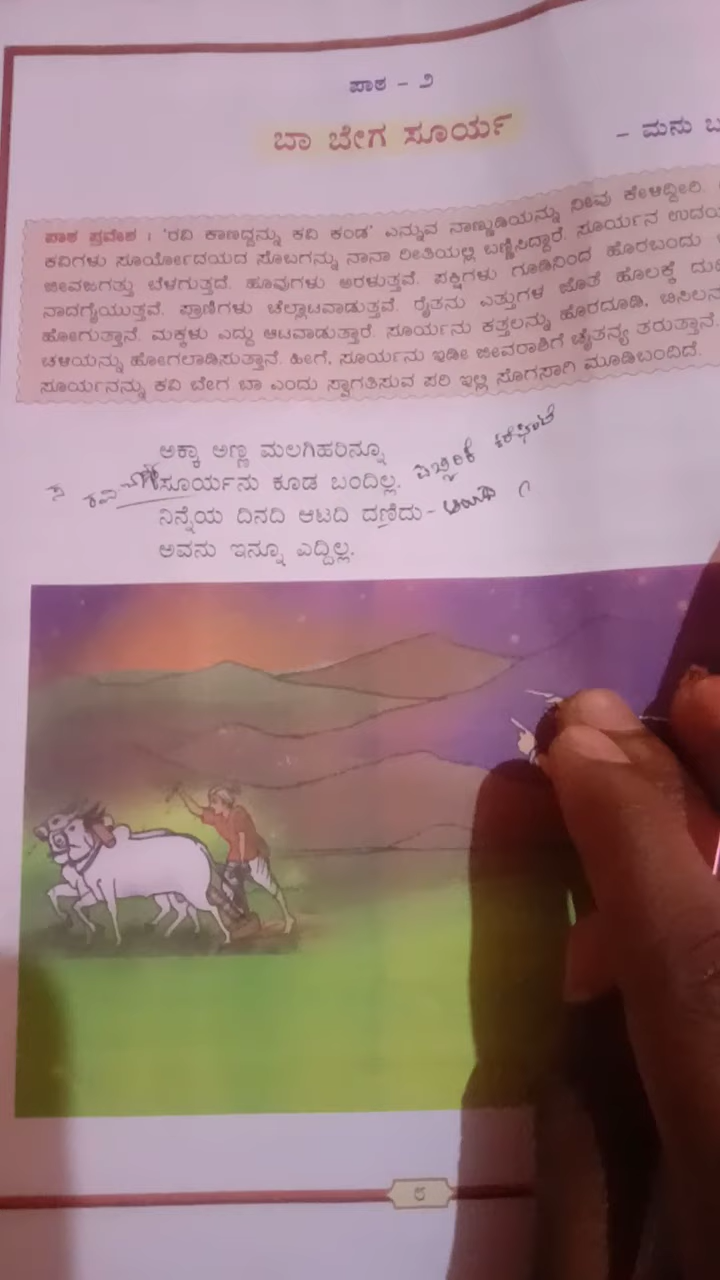 ಪಾಠ – ೨
ಬಾ ಬೇಗ ಸೂರ್ಯ
– ಮನು
ಪಾಠ ಪ್ರವೇಶ : 'ರವಿ ಕಾಣದ್ದನ್ನು ಕವಿ ಕಂಡ' ಎನ್ನುವ ನಾಣ್ಣುಡಿಯನ್ನು ನೀವು ಕೇಳಿದ್ದೀರಿ.
ಕವಿಗಳು ಸೂರ್ಯೋದಯದ ಸೊಬಗನ್ನು ನಾನಾ ರೀತಿಯಲ್ಲಿ ಬಣ್ಣಿಸಿದ್ದಾರೆ. ಸೂರ್ಯನ
ಜೀವಜಗತ್ತು ಬೆಳಗುತ್ತದೆ. ಹೂವುಗಳು ಅರಳುತ್ತವೆ. ಪಕ್ಷಿಗಳು ಗೂಡಿನಿಂದ ಹೊರಬಂದು
ನಾದಗೈಯುತ್ತವೆ. ಪ್ರಾಣಿಗಳು ಚೆಲ್ಲಾಟವಾಡುತ್ತವೆ. ರೈತನು ಎತ್ತುಗಳ ಜೊತೆ ಹೊಲಕ್ಕೆ
ಹೋಗುತ್ತಾನೆ. ಮಕ್ಕಳು ಎದ್ದು ಆಟವಾಡುತ್ತಾರೆ. ಸೂರ್ಯನು ಕತ್ತಲನ್ನು ಹೊರದೂಡಿ,
ಚಳಿಯನ್ನು ಹೋಗಲಾಡಿಸುತ್ತಾನೆ. ಹೀಗೆ, ಸೂರ್ಯನು ಇಡೀ ಜೀವರಾಶಿಗೆ ಚೈತನ್ಯ ತರುತ್ತಾನೆ.
ಸೂರ್ಯನನ್ನು ಕವಿ ಬೇಗ ಬಾ ಎಂದು ಸ್ವಾಗತಿಸುವ ಪರಿ ಇಲ್ಲಿ ಸೊಗಸಾಗಿ ಮೂಡಿಬಂದಿದೆ.
ಅಕ್ಕಾ ಅಣ್ಣ ಮಲಗಿಹರಿನ್ನೂ
ಸೂರ್ಯನು ಕೂಡ ಬಂದಿಲ್ಲ.
ನಿನ್ನೆಯ ದಿನದಿ ಆಟದಿ ದಣಿದು–
ಅವನು ಇನ್ನೂ ಎದ್ದಿಲ್ಲ.
೮